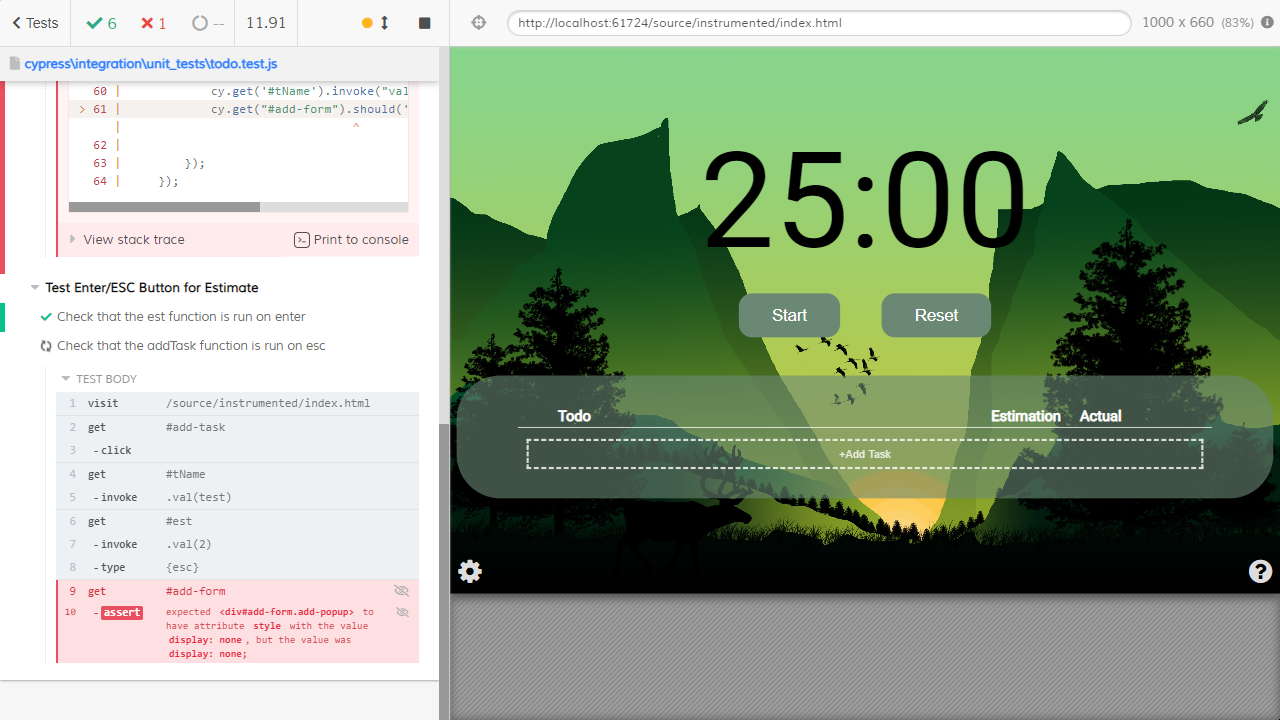 Tests
6
1
--
11.91
http://localhost:61724/source/instrumented/index.html
1000 x 660 (83%)
cypress\integration\unit_tests\todo.test.js
60 | cy.get('#tName').invoke("val
> 61 | cy.get("#add-form").should('
| ^
62 |
63 | });
64 | });
View stack trace
Print to console
Test Enter/ESC Button for Estimate
Check that the est function is run on enter
Check that the addTask function is run on esc
TEST BODY
1 visit /source/instrumented/index.html
2 get #add-task
3 -click
4 get #tName
5 -invoke .val(test)
6 get #est
7 -invoke .val(2)
8 -type {esc}
9 get #add-form
10 -assert expected <div#add-form.add-popup> to
have attribute style with the value
display: none , but the value was
display: none;
25:00
Start Reset
Todo Estimation Actual
+Add Task
?